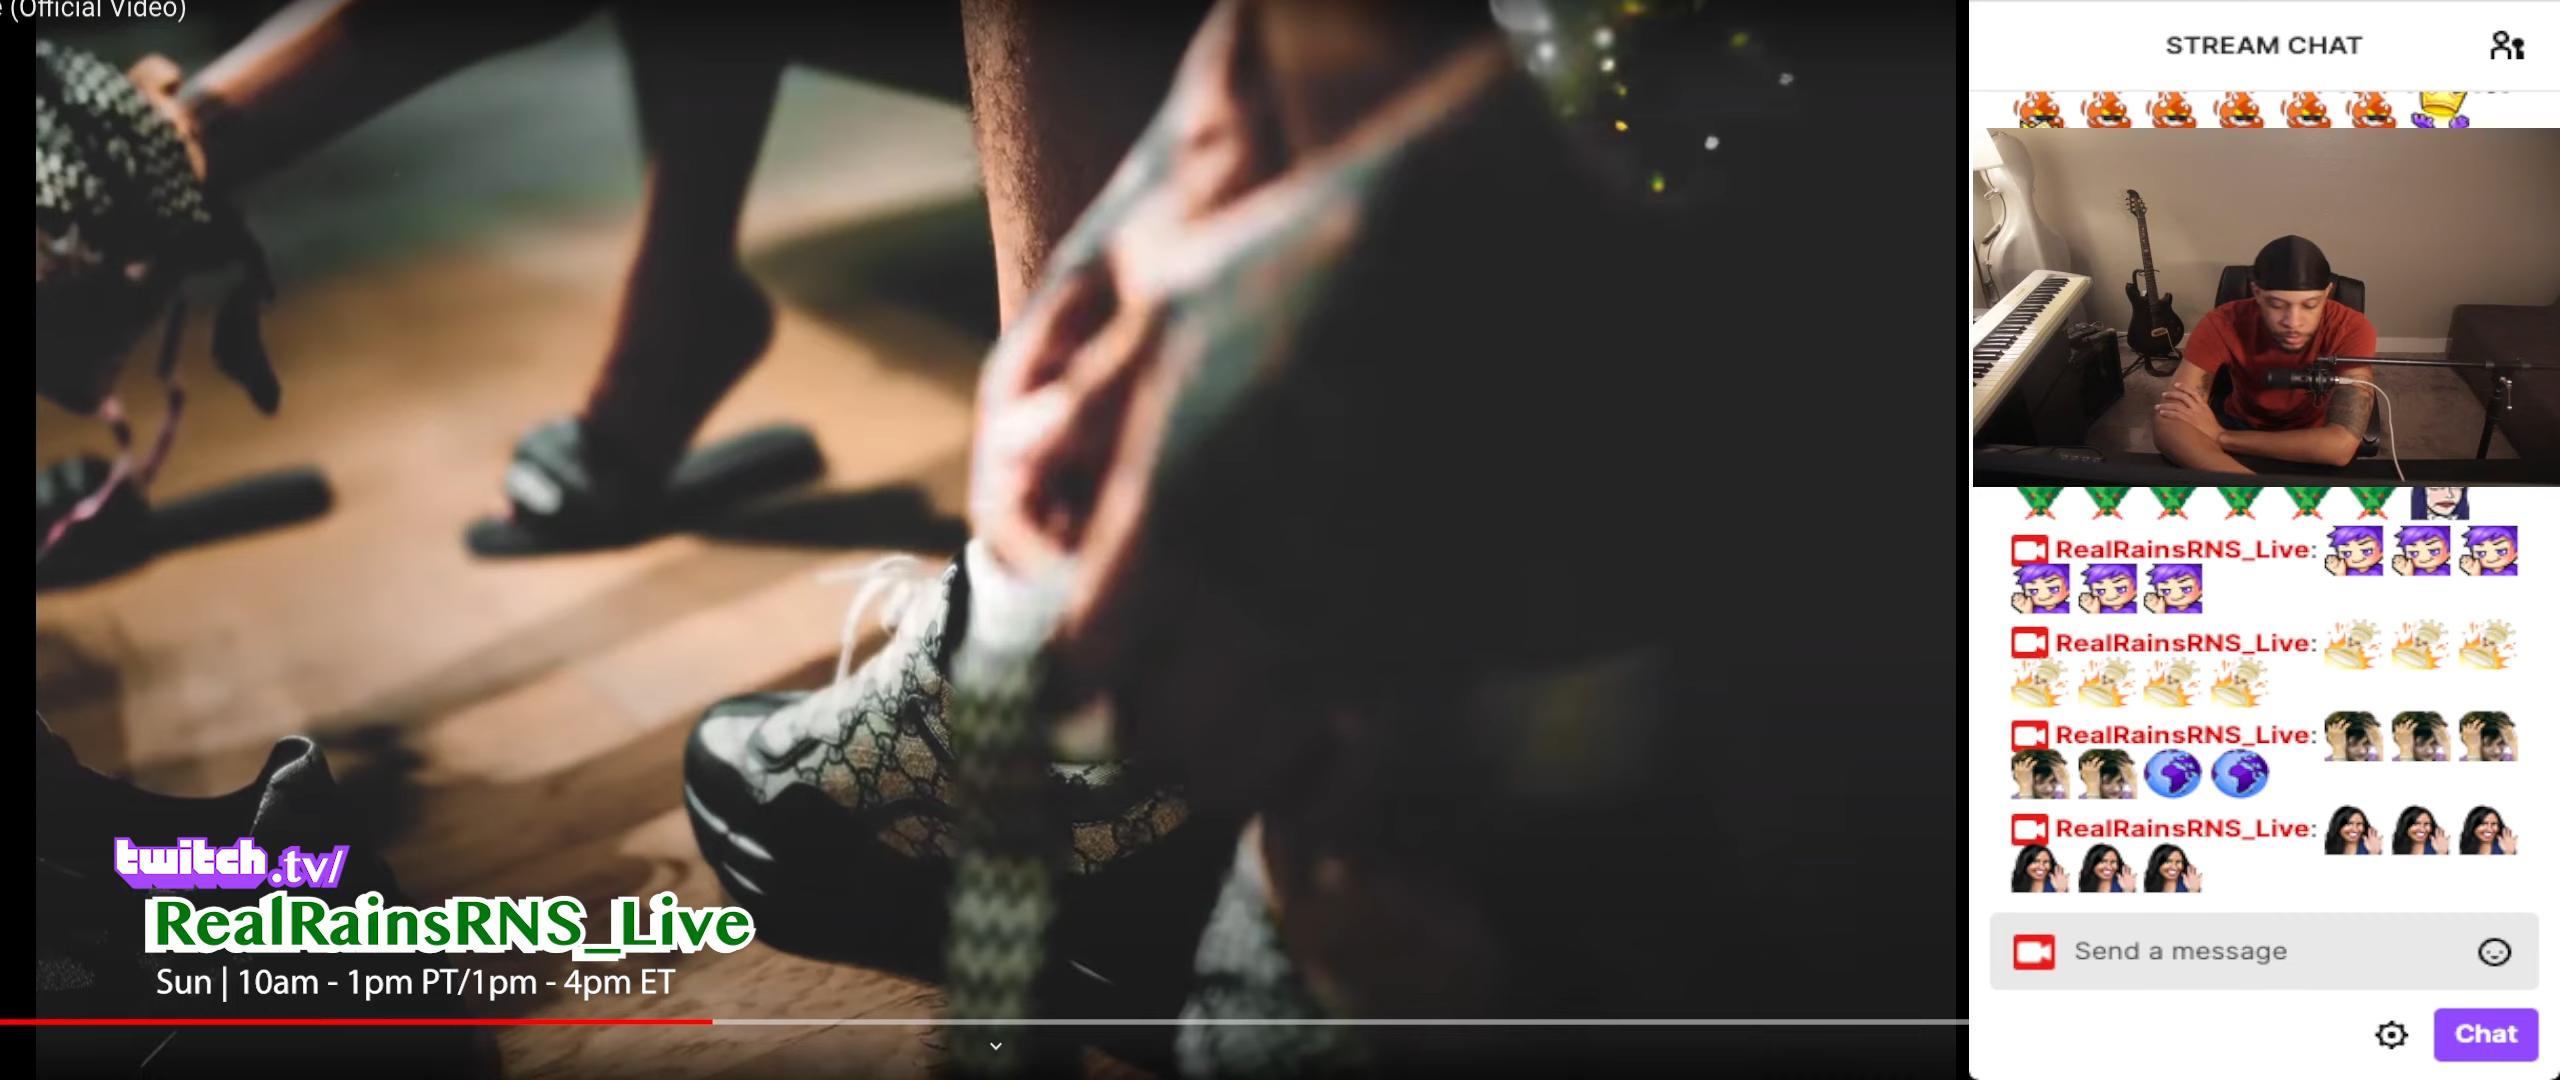 (Official Video)
STREAM CHAT
RealRainsRNS_Live:
RealRainsRNS_Live:
RealRainsRNS_Live:
RealRainsRNS_Live:
twitch.tv/
RealRainsRNS_Live
Sun | 10am - 1pm PT/1pm - 4pm ET
Send a message
Chat